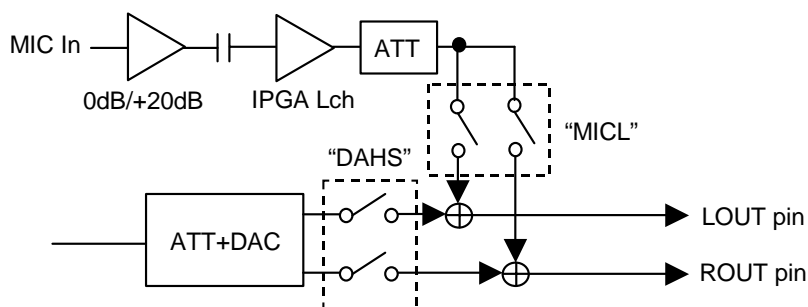 MIC In
0dB/+20dB
IPGA Lch
ATT
“MICL”
“DAHS”
ATT+DAC
LOUT pin
ROUT pin